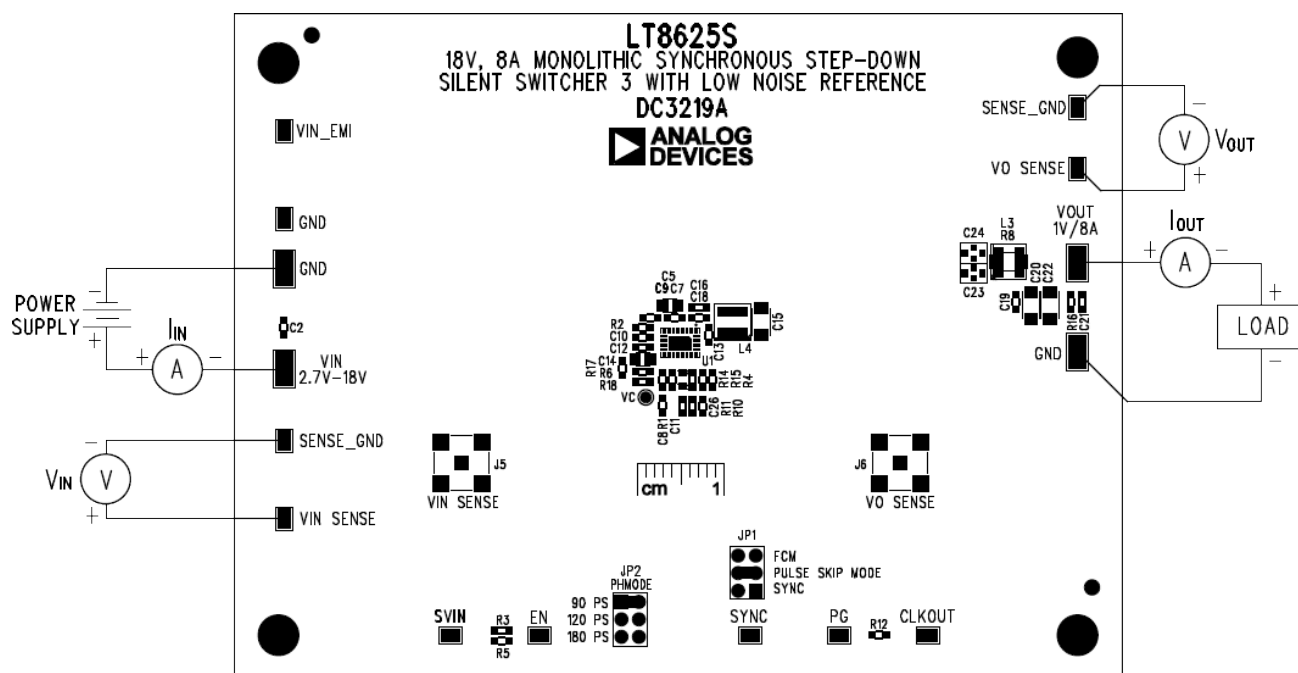 LT8625S
18V, 8A MONOLITHIC SYNCHRONOUS STEP-DOWN
SILENT SWITCHER 3 WITH LOW NOISE REFERENCE
DC3219A
ANALOG
DEVICES
VIN_EMI
GND
GND
POWER
SUPPLY
-
+
IIN
+ A -
C2
VIN
2.7V-18V
SENSE_GND
VIN
-
V
+
VIN SENSE
SENSE_GND
VO SENSE
-
V
+
VOUT
VOUT
1V/8A
IOUT
+ A -
+
LOAD
-
GND
C24
L3
R8
C23
C20
C22
C19
R16
C21
C5
C9 C7
C16
C18
R2
C10
C12
C14
R17
R6
R18
VC
U1
C13
L4
C15
R14
R15
R4
C8
R1
C11
C26
R11
R10
J5
VIN SENSE
cm 1
J6
VO SENSE
JP1
FCM
PULSE SKIP MODE
SYNC
JP2
PHMODE
90 PS
120 PS
180 PS
SVIN
R3
R5
EN
SYNC
PG
R12
CLKOUT